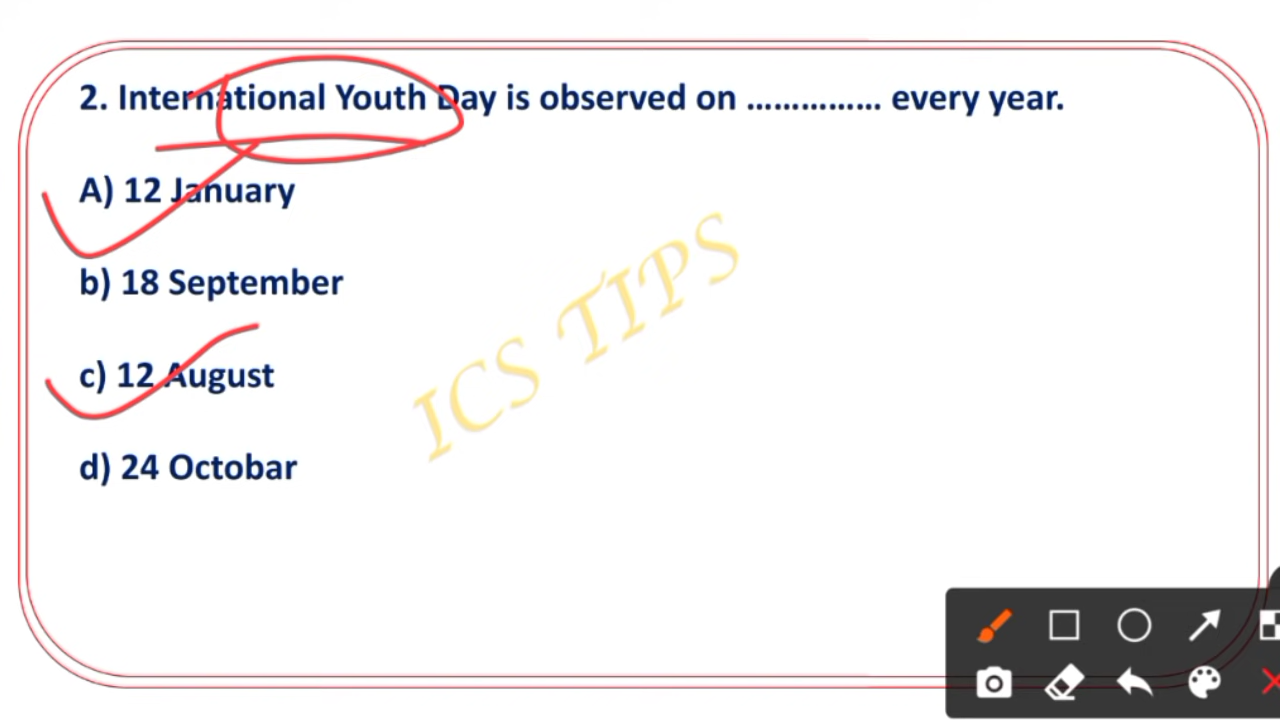 2. International Youth Day is observed on .............. every year.
A) 12 January
b) 18 September
c) 12 August
d) 24 Octobar
ICS TIPS